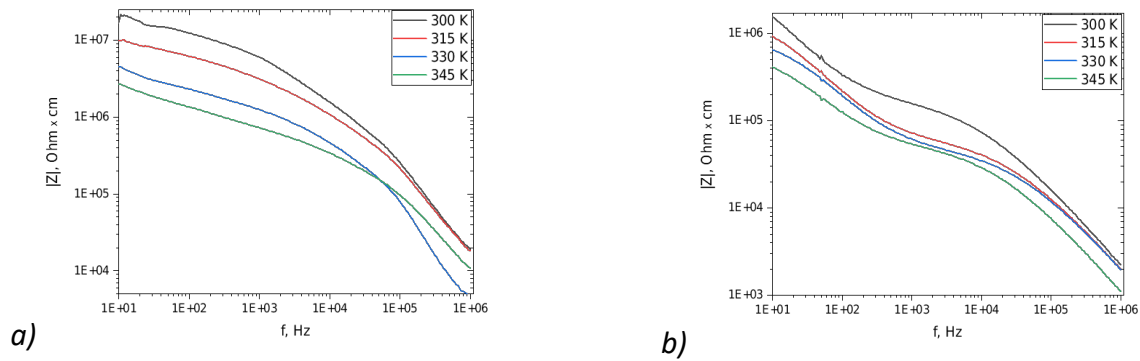 1E+07
1E+06
1E+05
1E+04
|Z|, Ohm x cm
1E+01 1E+02 1E+03 1E+04 1E+05 1E+06
f, Hz
300 K
315 K
330 K
345 K
a)
1E+06
1E+05
1E+04
1E+03
|Z|, Ohm x cm
1E+01 1E+02 1E+03 1E+04 1E+05 1E+06
f, Hz
300 K
315 K
330 K
345 K
b)